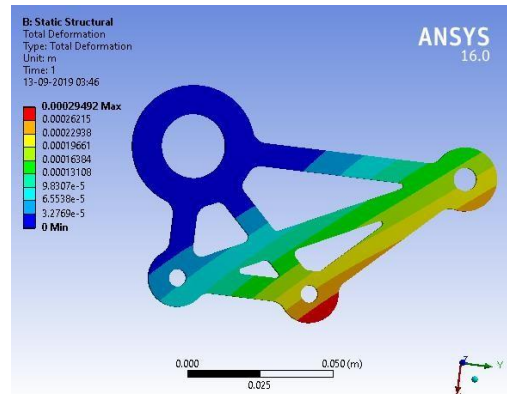 B: Static Structural
Total Deformation
Type: Total Deformation
Unit: m
Time: 1
13-09-2019 03:46
ANSYS
16.0
0.00029492 Max
0.00026215
0.00022938
0.00019661
0.00016384
0.00013108
9.8307e-5
6.5538e-5
3.2769e-5
0 Min
0.000
0.050 (m)
0.025
Z
Y